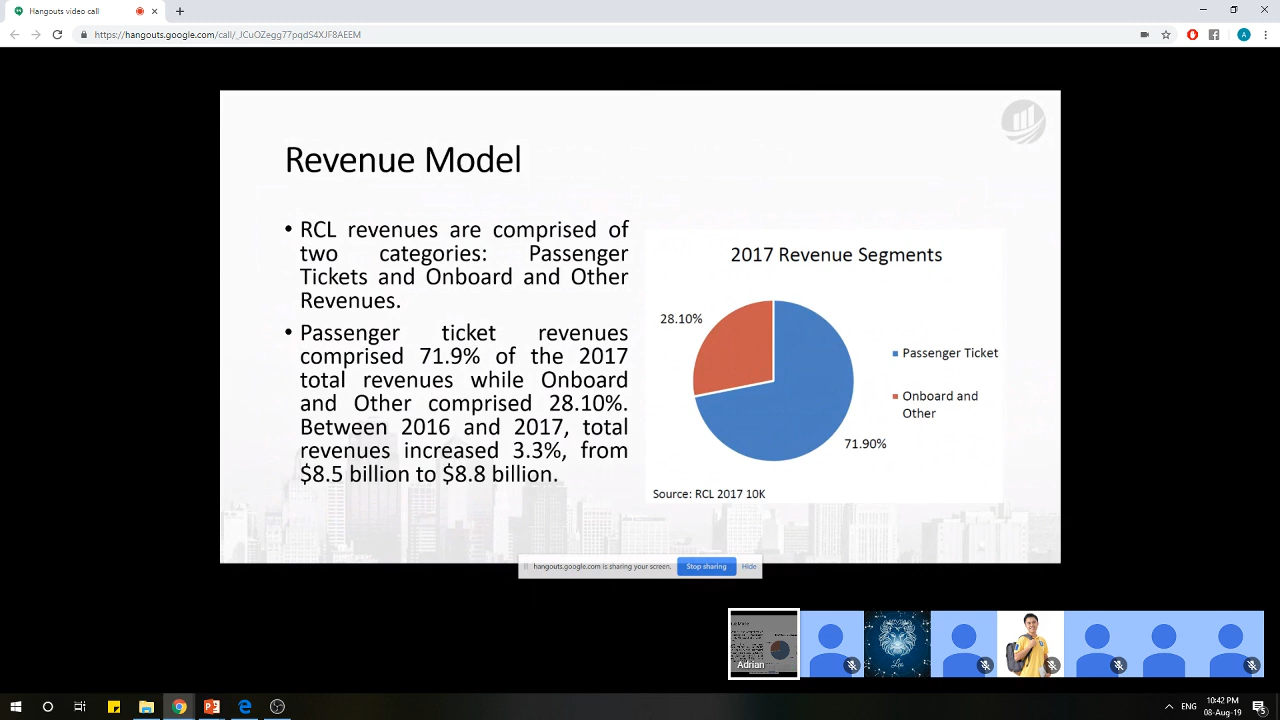 Hangouts video call
https://hangouts.google.com/call/_JCuOZegg77pqdS4XJF8AEEM
A
Revenue Model
• RCL revenues are comprised of
two categories: Passenger
Tickets and Onboard and Other
Revenues.
• Passenger ticket revenues
comprised 71.9% of the 2017
total revenues while Onboard
and Other comprised 28.10%.
Between 2016 and 2017, total
revenues increased 3.3%, from
$8.5 billion to $8.8 billion.
2017 Revenue Segments
28.10%
Passenger Ticket
Onboard and
Other
71.90%
Source: RCL 2017 10K
hangouts.google.com is sharing your screen.
Stop sharing
Hide
Adrian
Leo
ENG
10:42 PM
08-Aug-19